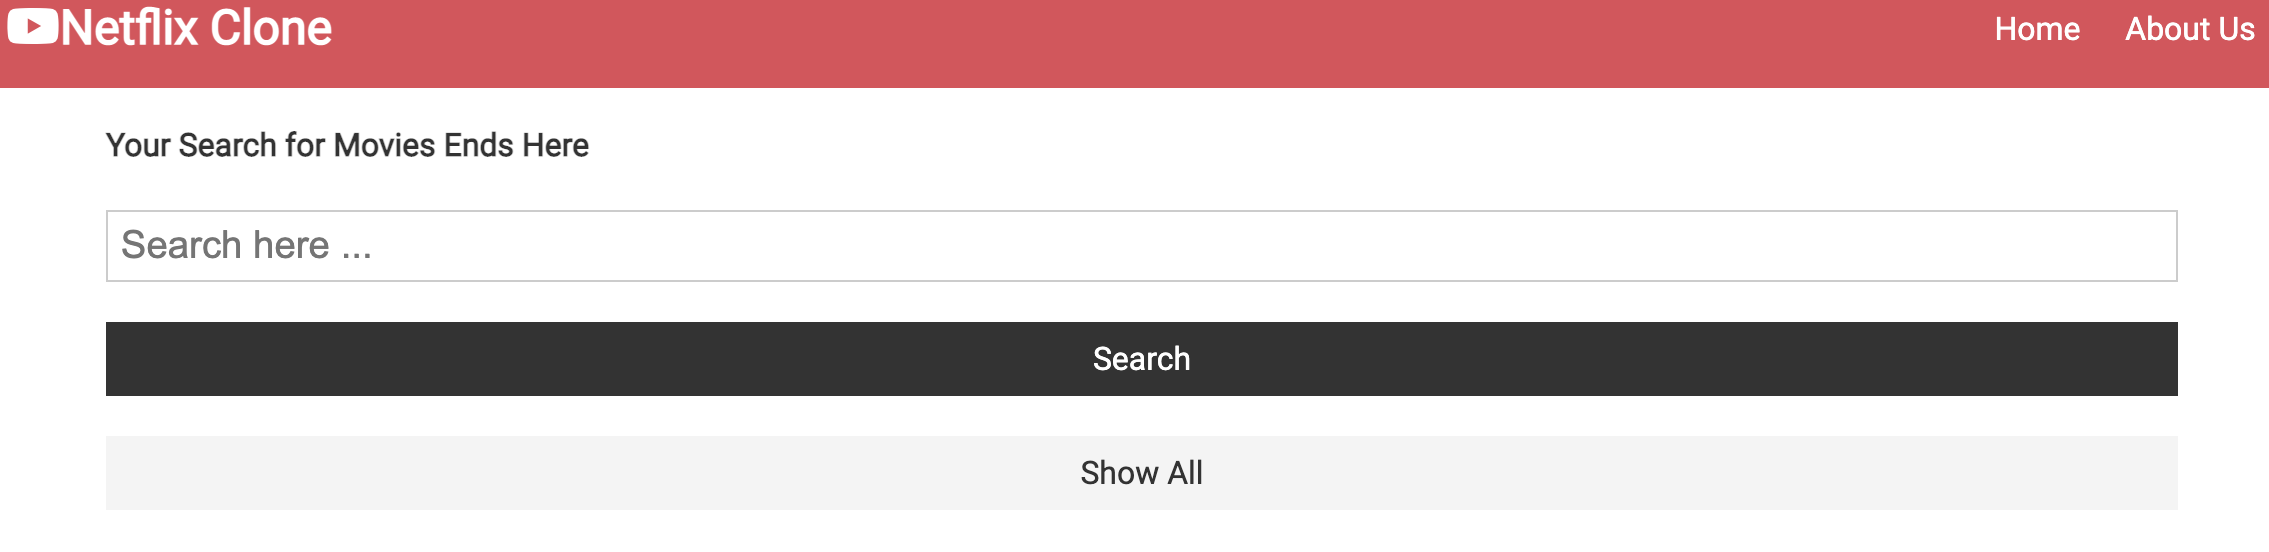 Netflix Clone
Home
About Us
Your Search for Movies Ends Here
Search here ...
Search
Show All